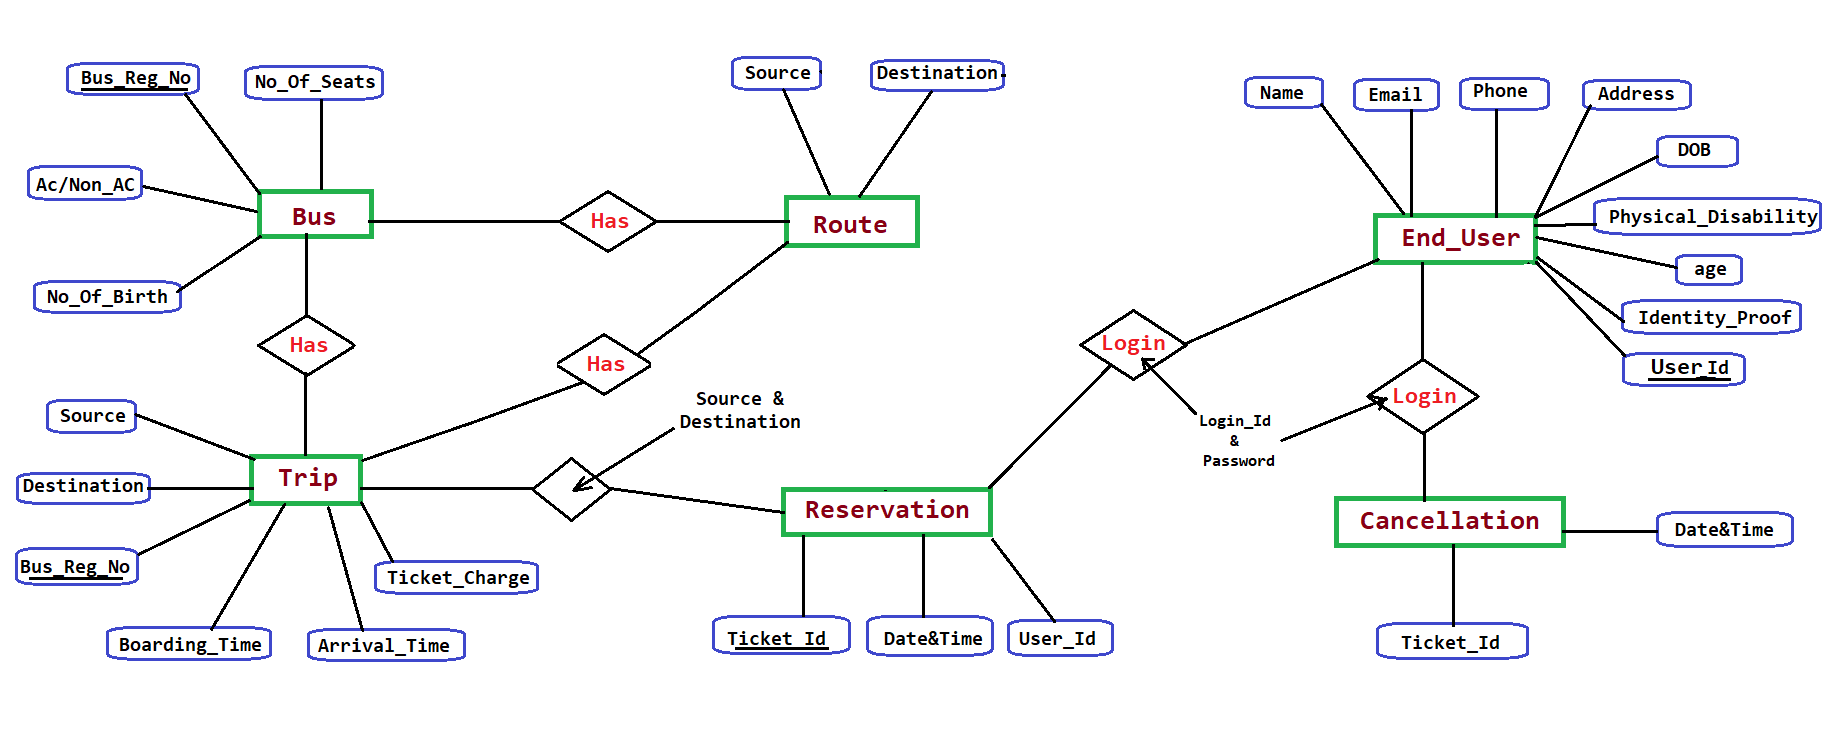 Bus_Reg_No
No_Of_Seats
Source
Destination
Name
Email
Phone
Address
DOB
Ac/Non_AC
Bus
Has
Route
End_User
Physical_Disability
age
No_Of_Birth
Identity_Proof
Has
Has
Login
User_Id
Login
Source &
Destination
Source
Login_Id
&
Password
Trip
Destination
Reservation
Cancellation
Date&Time
Bus_Reg_No
Ticket_Charge
Boarding_Time
Arrival_Time
Ticket_Id
Date&Time
User_Id
Ticket_Id